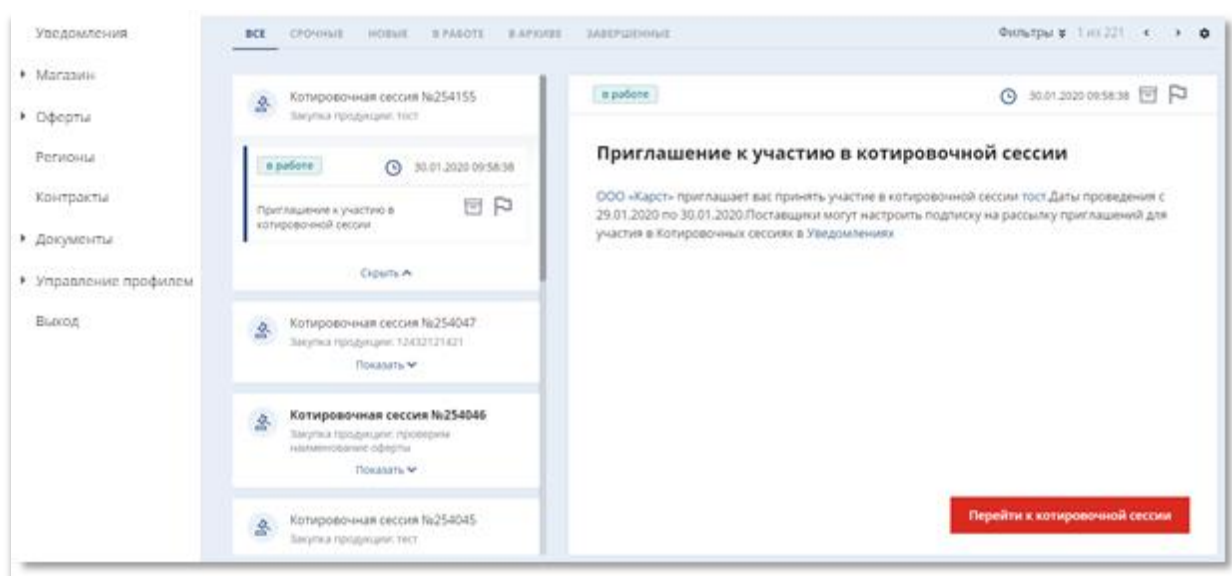 Уведомления
Магазин
Оферты
Регионы
Контракты
Документы
Управление профилем
Выход
ВСЕ СРОЧНЫЕ НОВЫЕ В РАБОТЕ В АРХИВЕ ЗАВЕРШЕННЫЕ
Фильтры 1 из 221
Котировочная сессия №254155
Закупка продукции: тост
в работе 30.01.2020 09:58:38
Приглашение к участию в
котировочной сессии
Скрыть
Котировочная сессия №254047
Закупка продукции: 12432121421
Показать
Котировочная сессия №254046
Закупка продукции: проверим
наименование оферты
Показать
Котировочная сессия №254045
Закупка продукции: тест
в работе 30.01.2020 09:58:38
Приглашение к участию в котировочной сессии
ООО «Карст» приглашает вас принять участие в котировочной сессии тост.Даты проведения с
29.01.2020 по 30.01.2020.Поставщики могут настроить подписку на рассылку приглашений для
участия в Котировочных сессиях в Уведомлениях
Перейти к котировочной сессии